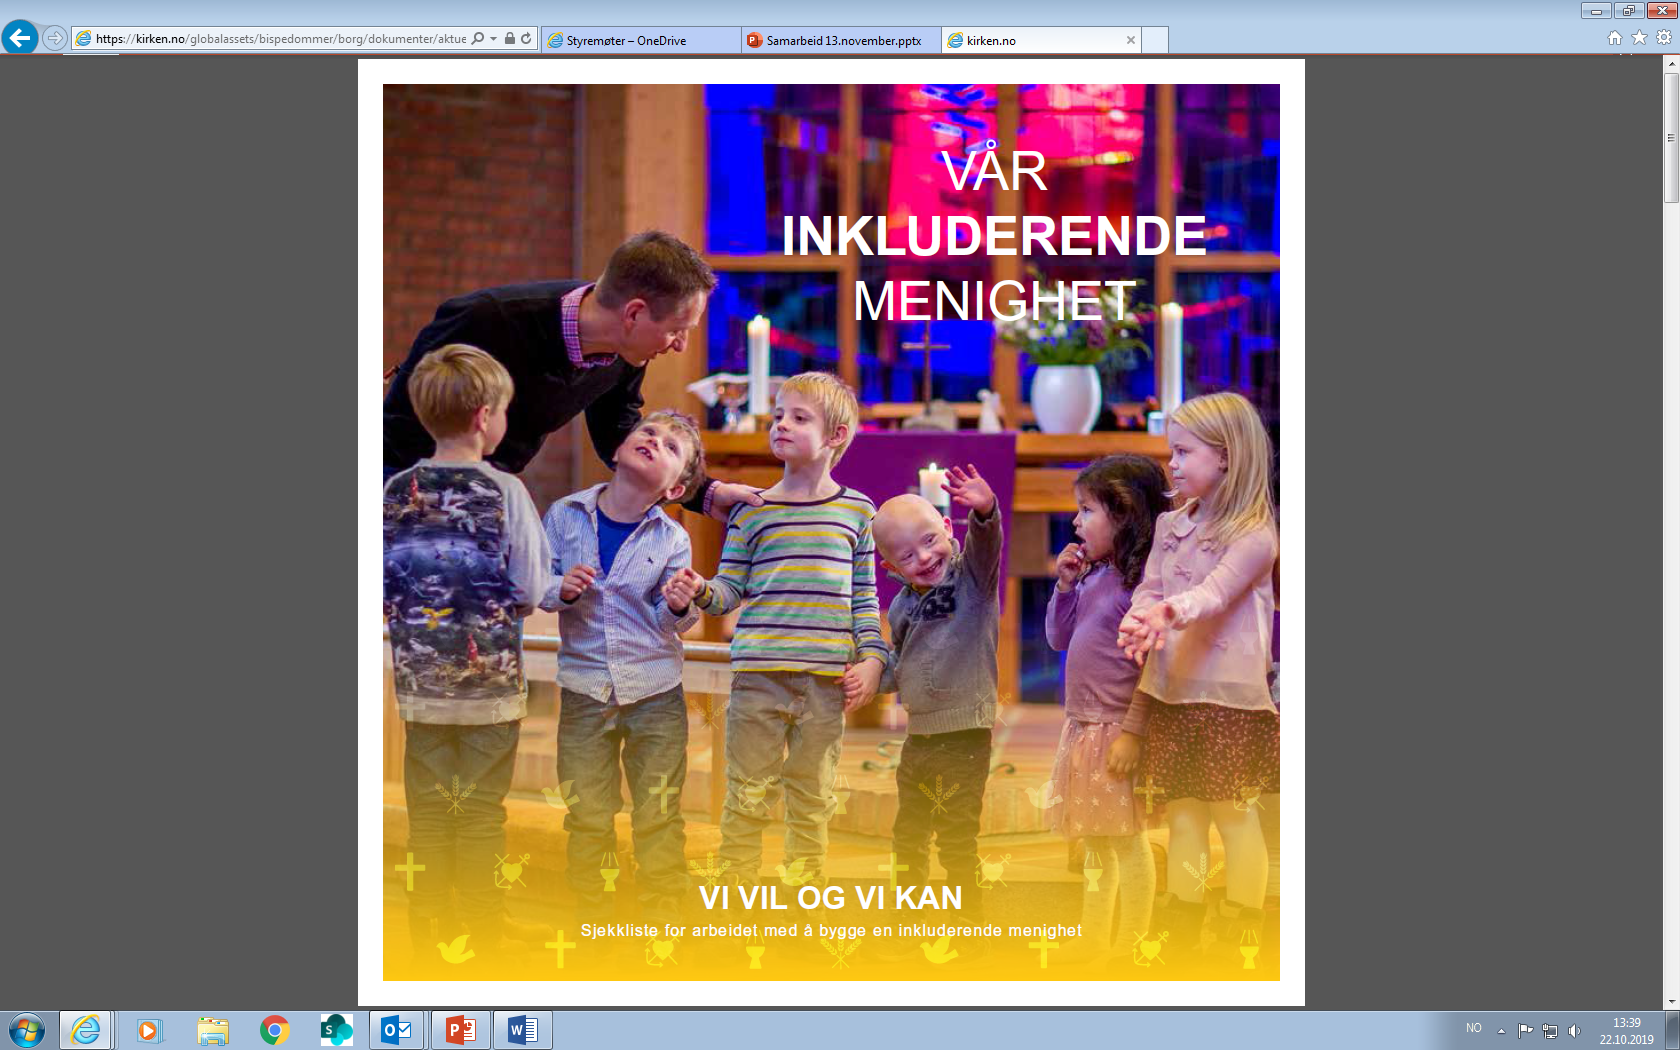 https://kirken.no/globalassets/bispedommer/borg/dokumenter/aktue
Styremøter – OneDrive
Samarbeid 13.november.pptx
kirken.no
VÅR
INKLUDERENDE
MENIGHET
53
VI VIL OG VI KAN
Sjekkliste for arbeidet med å bygge en inkluderende menighet
NO
13:39
22.10.2019